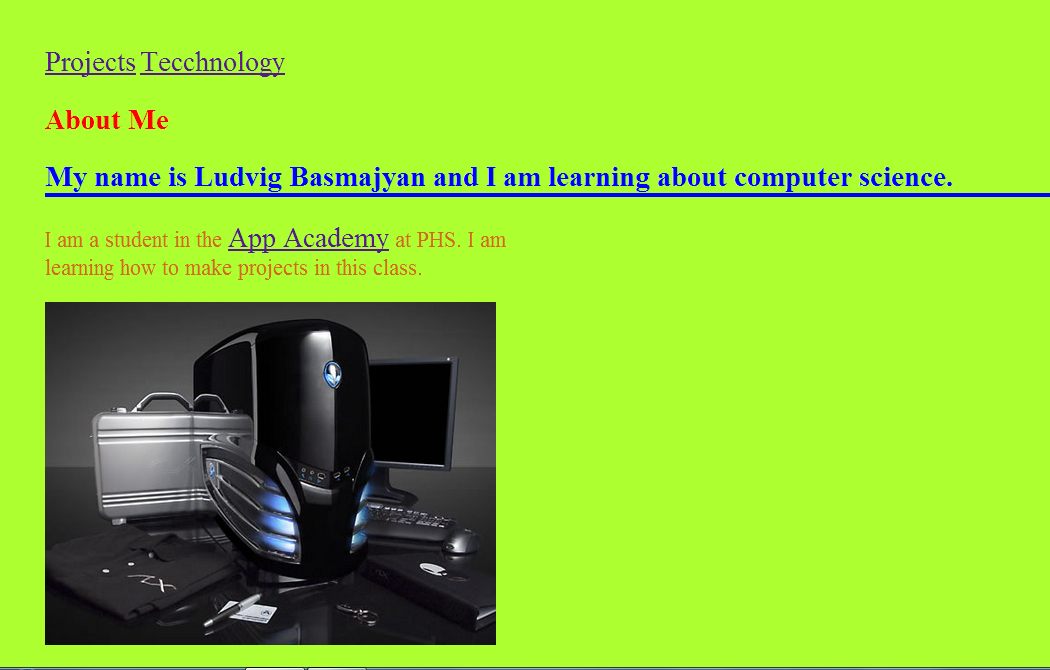 Projects Tecchnology
About Me
My name is Ludvig Basmajyan and I am learning about computer science.
I am a student in the App Academy at PHS. I am
learning how to make projects in this class.